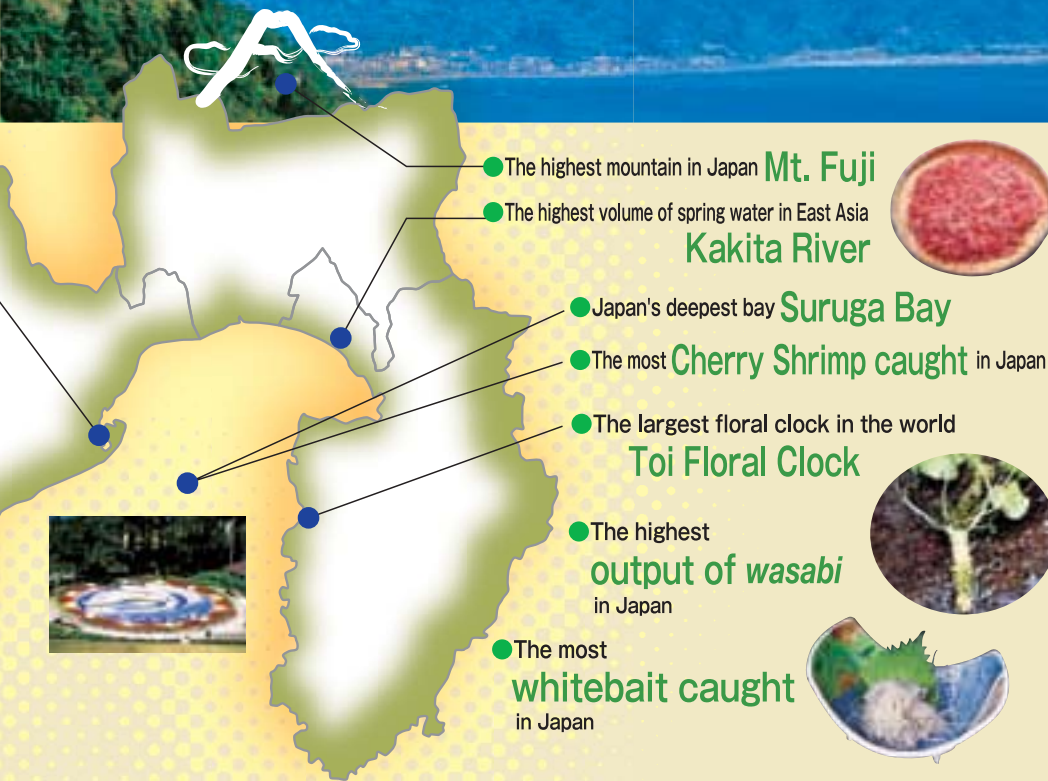 The highest mountain in Japan Mt. Fuji
The highest volume of spring water in East Asia
Kakita River
Japan's deepest bay Suruga Bay
The most Cherry Shrimp caught in Japan
The largest floral clock in the world
Toi Floral Clock
The highest
output of wasabi
in Japan
The most
whitebait caught
in Japan